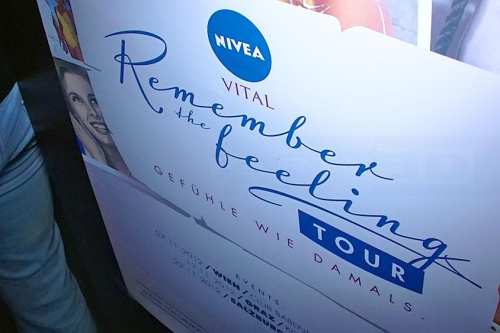 NIVEA
VITAL
Remember
the
feeling
TOUR
GEFÜHLE WIE DAMALS.
EVENTS
/WIEN/
/GRAZ/
/SALZBURG/